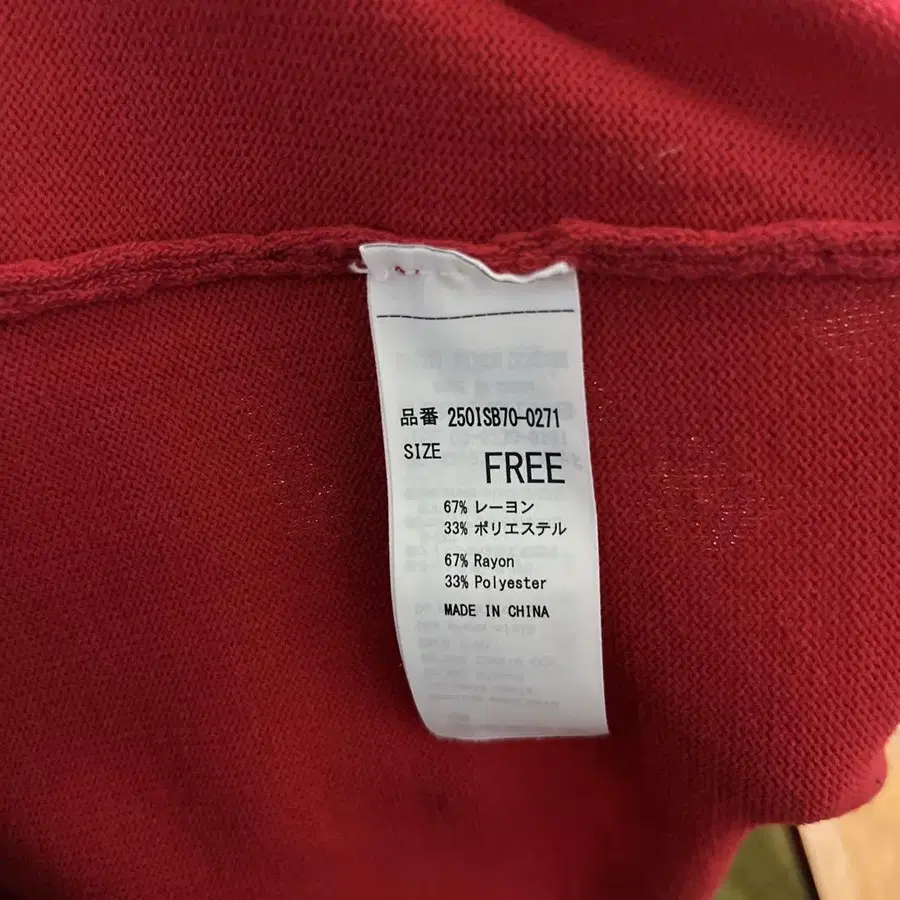 品番 250ISB70-0271
SIZE
FREE
67% レーヨン
33% ポリエステル
67% Rayon
33% Polyester
MADE IN CHINA